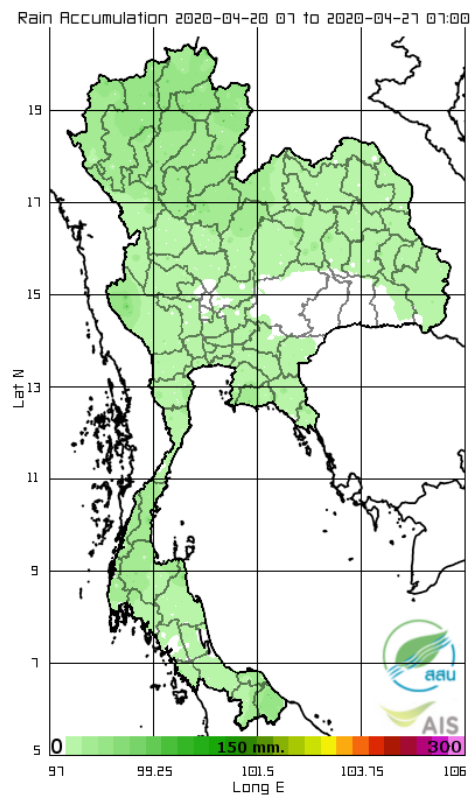 Rain Accumulation 2020-04-20 07 to 2020-04-27 07:00
19
17
15
Lat N
13
11
9
7
สสน
AIS
5
0 150 mm. 300
97 99.25 101.5 103.75 106
Long E